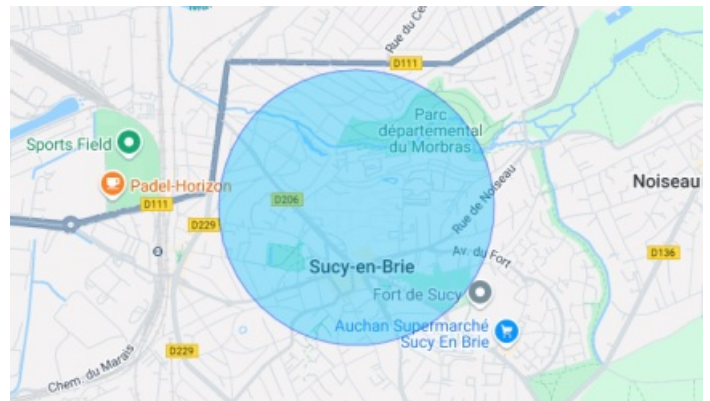 Rue du Ce
D111
Parc
départemental
du Morbras
Sports Field
Padel-Horizon
Noiseau
D111
D206
D229
Rue de Noiseau
Av. du Fort
D136
Sucy-en-Brie
Fort de Sucy
Auchan Supermarché
Sucy En Brie
D229
Chem. du Marais